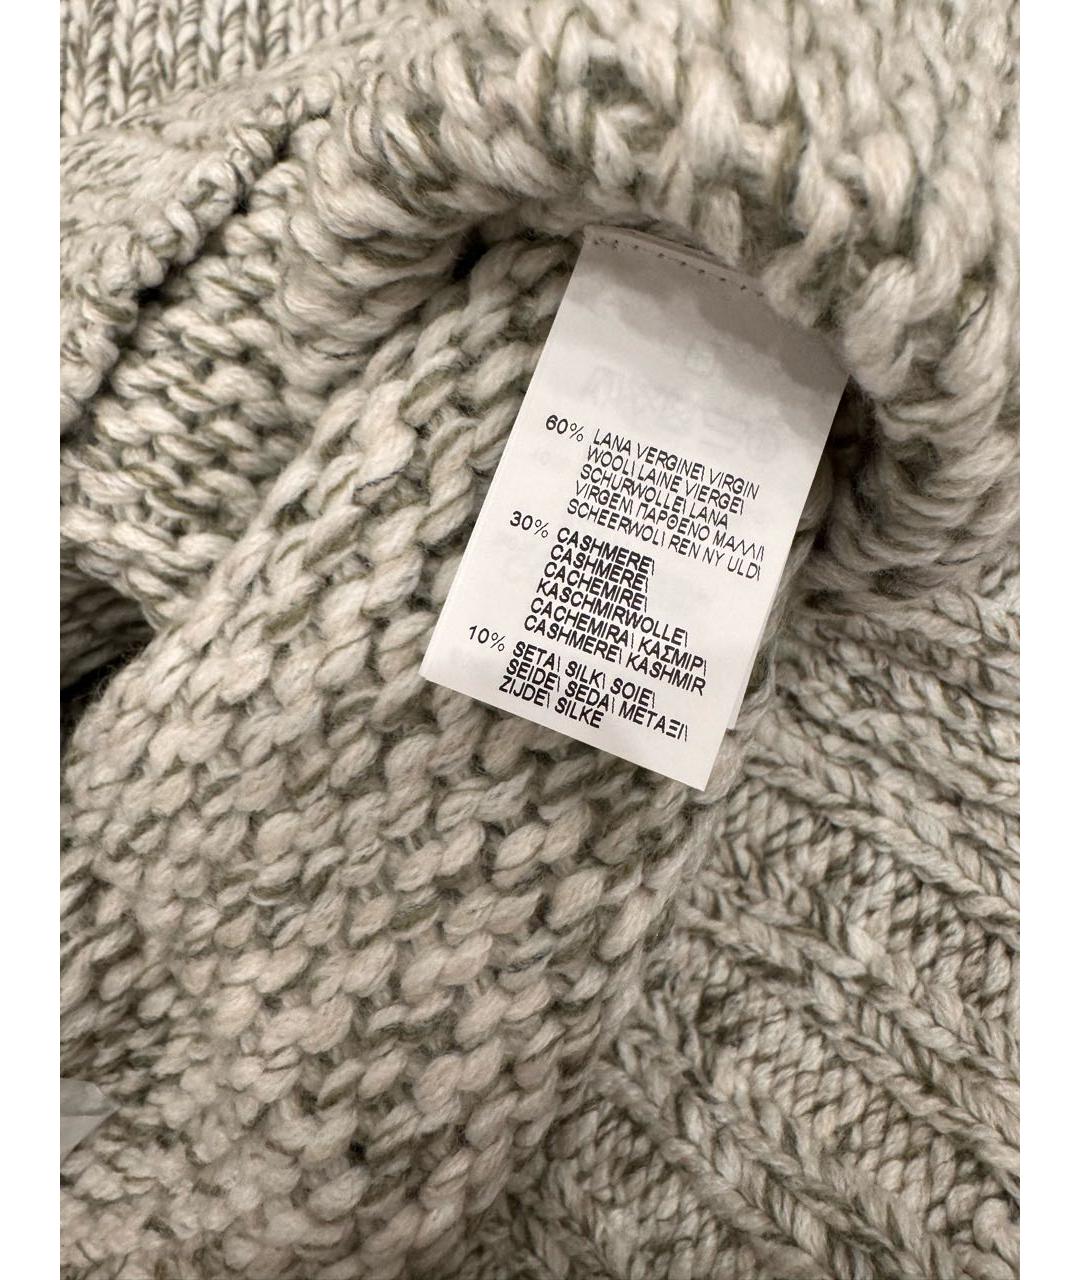 60% LANA VERGINE\ VIRGIN
WOOL\ LAINE VIERGE\
SCHURWOLLE\ LANA
VIRGEN\ ΠΑΡΘΕΝΟ ΜΑΛΛΙ\
SCHEERWOL\ REN NY ULD\
30% CASHMERE\
CASHMERE\
CACHEMIRE\
KASCHMIRWOLLE\
CACHEMIRA\ ΚΑΣΜΙΡ\
CASHMERE\ KASHMIR
10% SETA\ SILK\ SOIE\
SEIDE\ SEDA\ ΜΕΤΑΞΙ\
ZIJDE\ SILKE